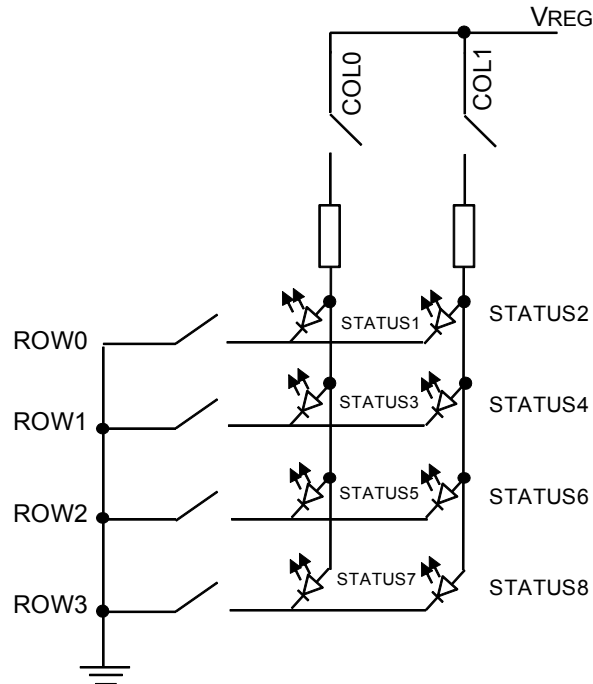 VREG
COL0
COL1
STATUS1
STATUS2
ROW0
STATUS3
STATUS4
ROW1
STATUS5
STATUS6
ROW2
STATUS7
STATUS8
ROW3